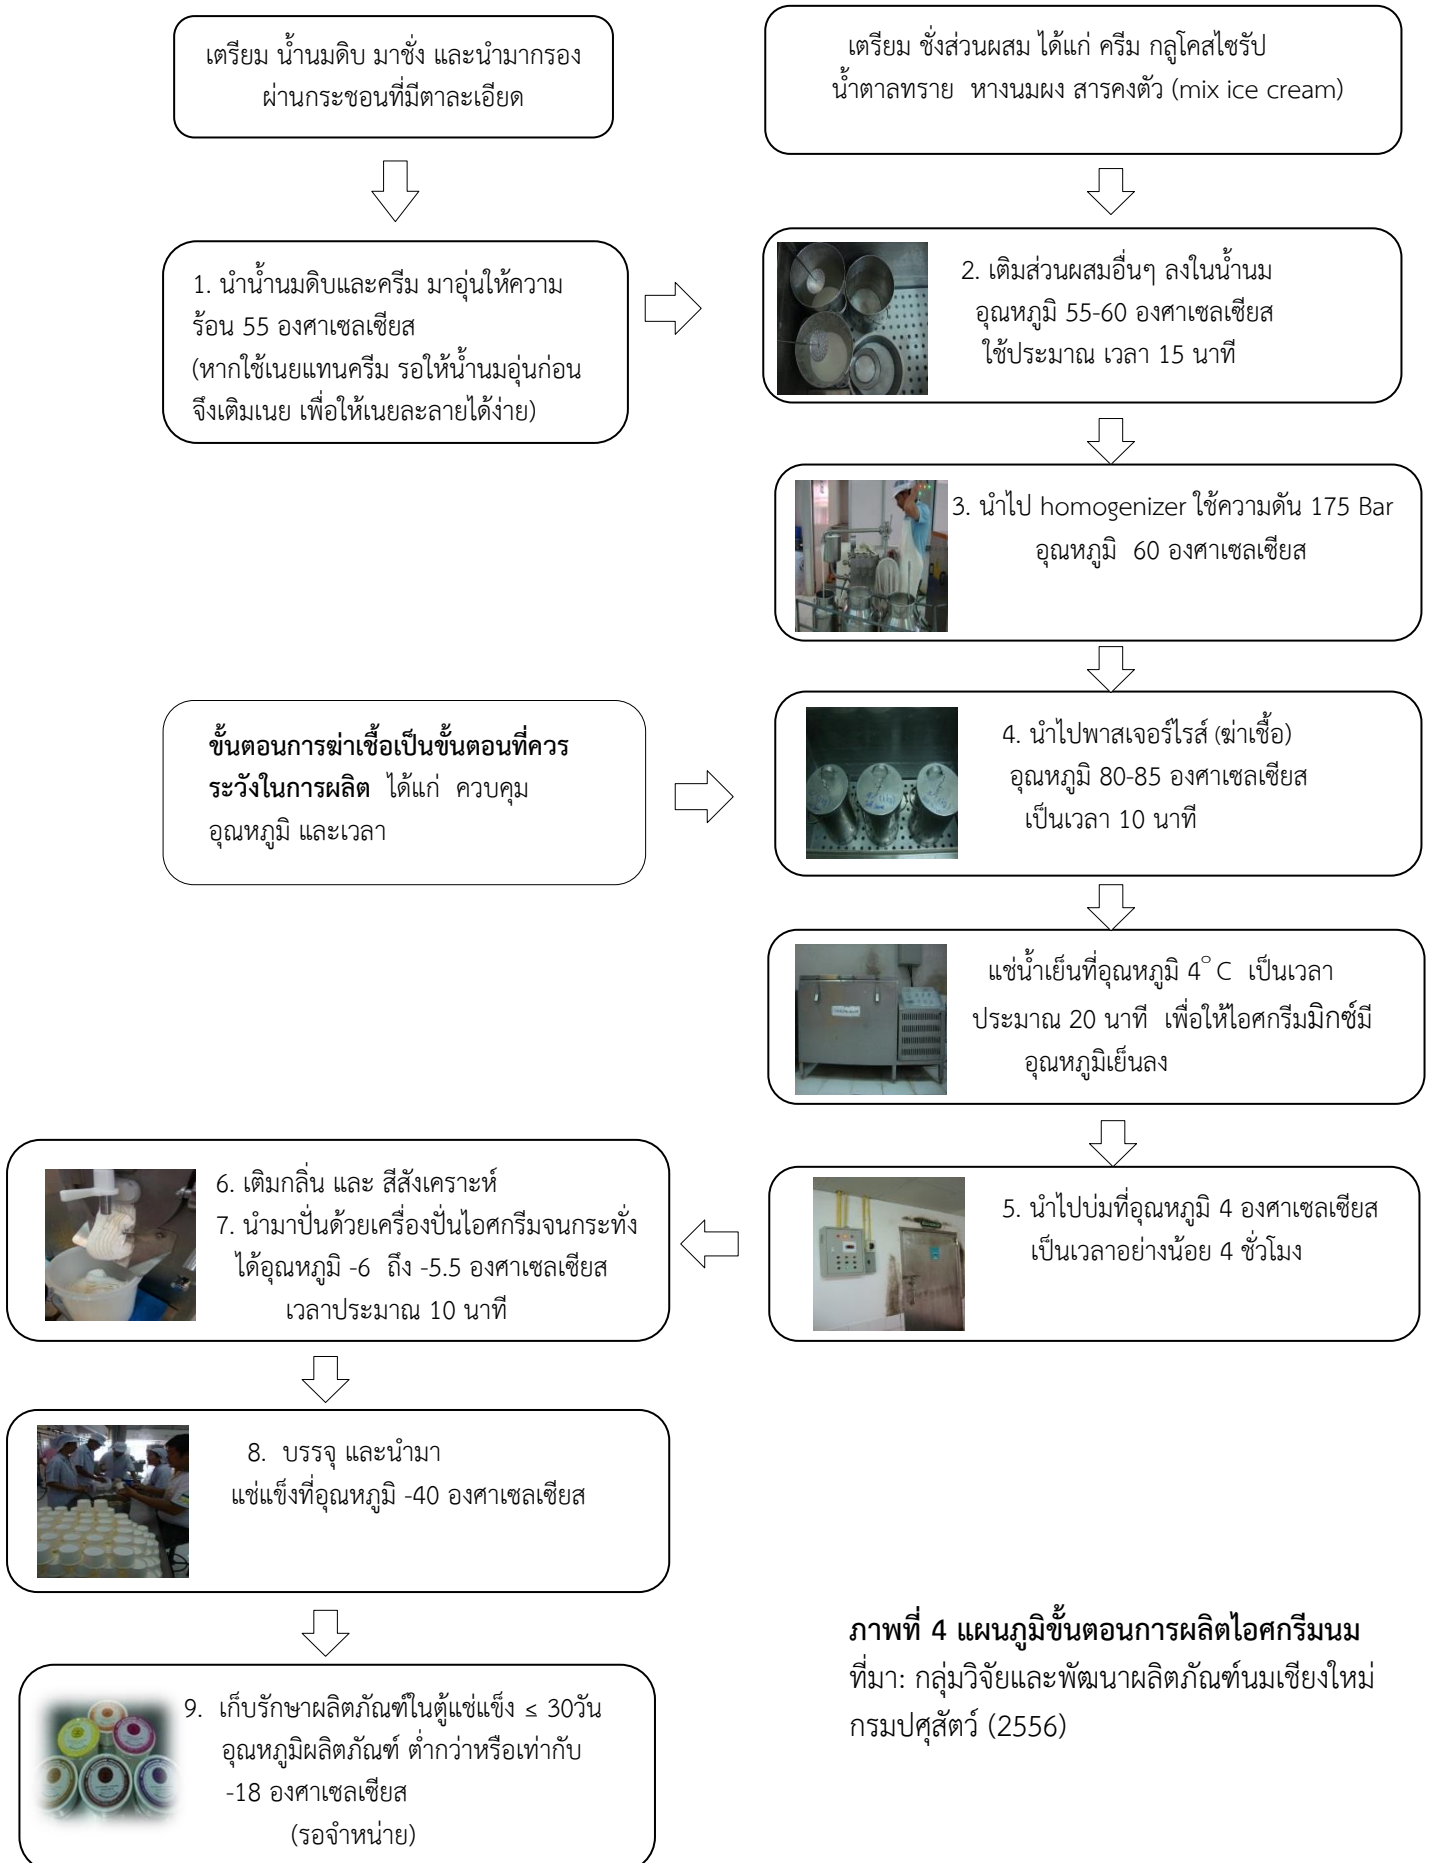 เตรียม น้ำนมดิบ มาชั่ง และนำมากรอง
ผ่านกระชอนที่มีตาละเอียด
เตรียม ชั่งส่วนผสม ได้แก่ ครีม กลูโคสไซรัป
น้ำตาลทราย หางนมผง สารคงตัว (mix ice cream)
1. นำน้ำนมดิบและครีม มาอุ่นให้ความ
ร้อน 55 องศาเซลเซียส
(หากใช้เนยแทนครีม รอให้น้ำนมอุ่นก่อน
จึงเติมเนย เพื่อให้เนยละลายได้ง่าย)
2. เติมส่วนผสมอื่นๆ ลงในน้ำนม
อุณหภูมิ 55-60 องศาเซลเซียส
ใช้ประมาณ เวลา 15 นาที
3. นำไป homogenizer ใช้ความดัน 175 Bar
อุณหภูมิ 60 องศาเซลเซียส
ขั้นตอนการฆ่าเชื้อเป็นขั้นตอนที่ควร
ระวังในการผลิต ได้แก่ ควบคุม
อุณหภูมิ และเวลา
4. นำไปพาสเจอร์ไรส์ (ฆ่าเชื้อ)
อุณหภูมิ 80-85 องศาเซลเซียส
เป็นเวลา 10 นาที
แช่น้ำเย็นที่อุณหภูมิ 4° C เป็นเวลา
ประมาณ 20 นาที เพื่อให้ไอศกรีมมิกซ์มี
อุณหภูมิเย็นลง
5. นำไปบ่มที่อุณหภูมิ 4 องศาเซลเซียส
เป็นเวลาอย่างน้อย 4 ชั่วโมง
6. เติมกลิ่น และ สีสังเคราะห์
7. นำมาปั่นด้วยเครื่องปั่นไอศกรีมจนกระทั่ง
ได้อุณหภูมิ -6 ถึง -5.5 องศาเซลเซียส
เวลาประมาณ 10 นาที
8. บรรจุ และนำมา
แช่แข็งที่อุณหภูมิ -40 องศาเซลเซียส
9. เก็บรักษาผลิตภัณฑ์ในตู้แช่แข็ง ≤ 30วัน
อุณหภูมิผลิตภัณฑ์ ต่ำกว่าหรือเท่ากับ
-18 องศาเซลเซียส
(รอจำหน่าย)
ภาพที่ 4 แผนภูมิขั้นตอนการผลิตไอศกรีมนม
ที่มา: กลุ่มวิจัยและพัฒนาผลิตภัณฑ์นมเชียงใหม่
กรมปศุสัตว์ (2556)